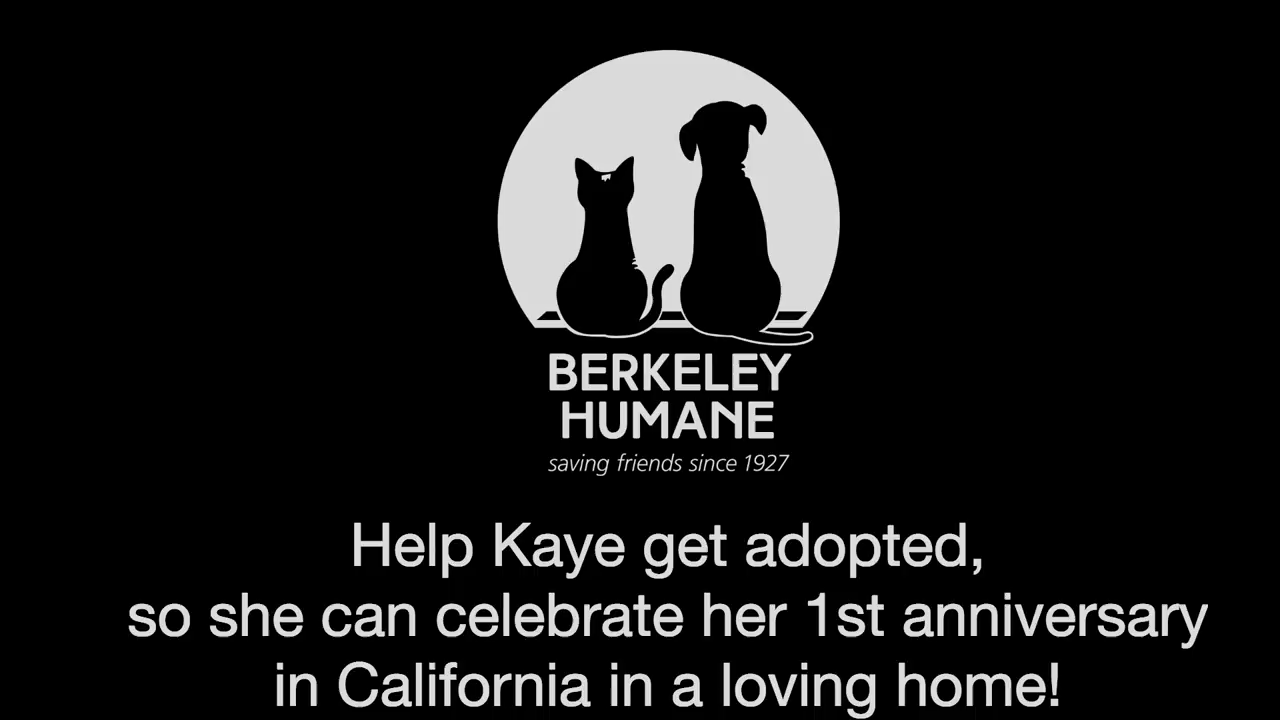 BERKELEY
HUMANE
saving friends since 1927
Help Kaye get adopted,
so she can celebrate her 1st anniversary
in California in a loving home!